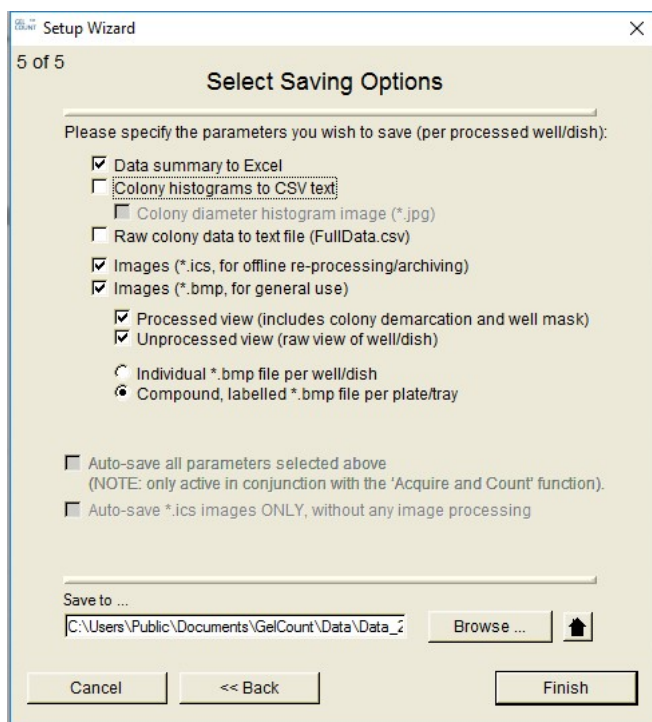 GEL COUNT Setup Wizard
5 of 5
Select Saving Options
Please specify the parameters you wish to save (per processed well/dish):
Data summary to Excel
Colony histograms to CSV text
Colony diameter histogram image (*.jpg)
Raw colony data to text file (FullData.csv)
Images (*.ics, for offline re-processing/archiving)
Images (*.bmp, for general use)
Processed view (includes colony demarcation and well mask)
Unprocessed view (raw view of well/dish)
Individual *.bmp file per well/dish
Compound, labelled *.bmp file per plate/tray
Auto-save all parameters selected above
(NOTE: only active in conjunction with the 'Acquire and Count' function).
Auto-save *.ics images ONLY, without any image processing
Save to ...
C:\Users\Public\Documents\GelCount\Data\Data_2
Browse ...
Cancel
<< Back
Finish